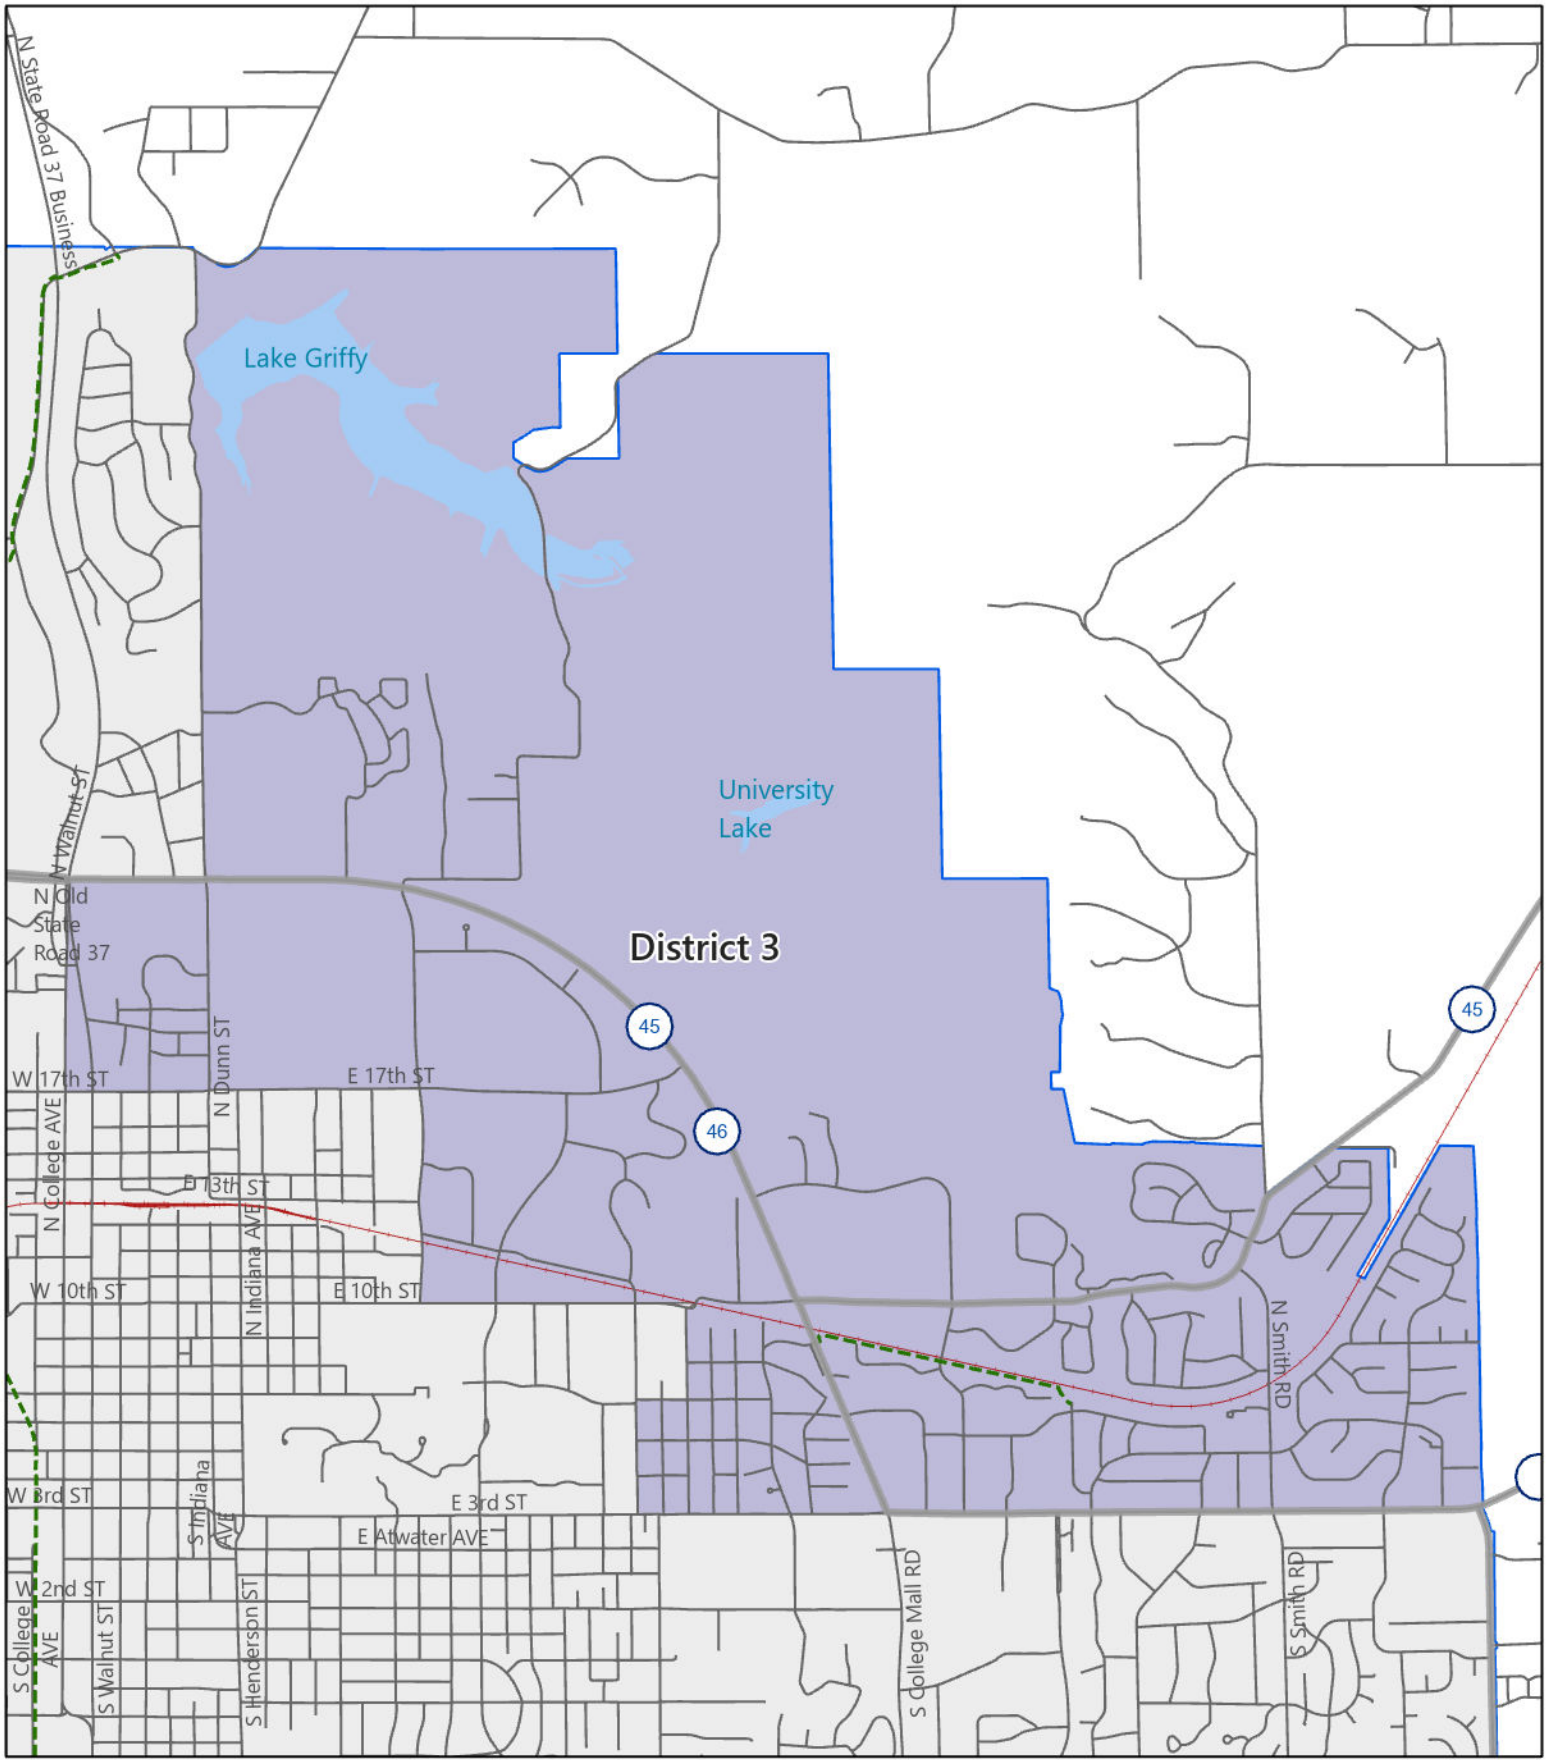 N State Road 37 Business
Lake Griffy
N Walnut ST
University
Lake
N Old
State
Road 37
District 3
45
45
N Dunn ST
W 17th ST
E 17th ST
46
N College AVE
E 13th ST
N Indiana AVE
W 10th ST
E 10th ST
N Smith RD
W 3rd ST
S Indiana
AVE
E 3rd ST
E Atwater AVE
W 2nd ST
S College
AVE
S Walnut ST
S Henderson ST
S College Mall RD
S Smith RD